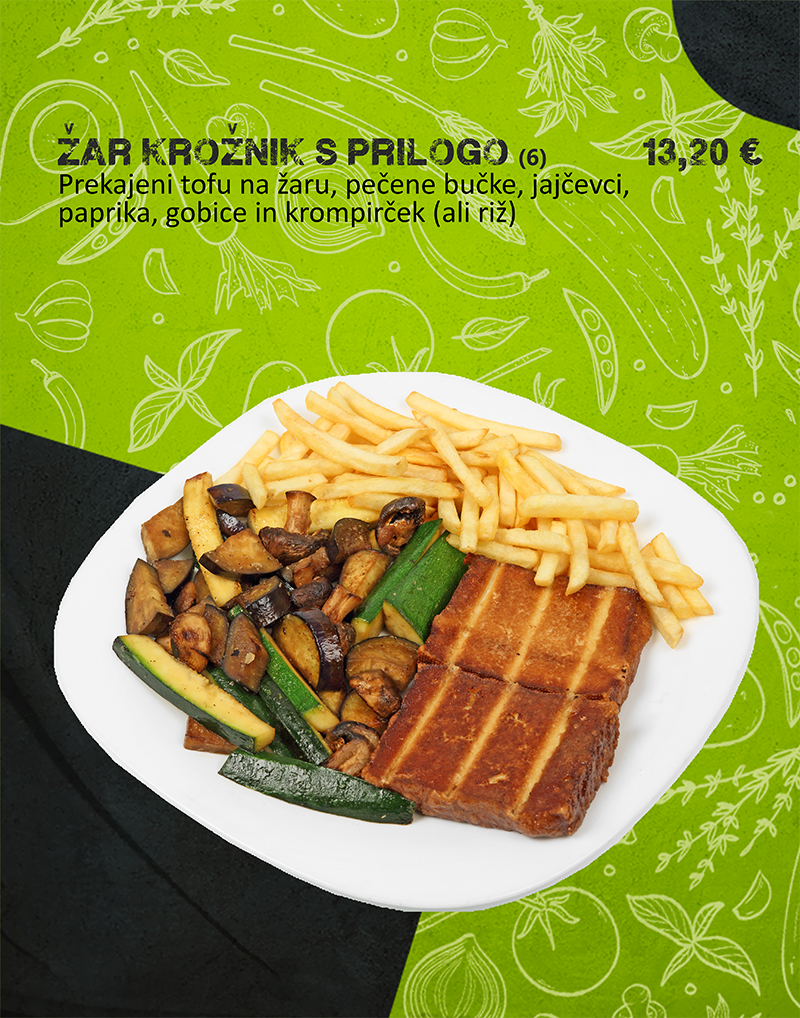 ŽAR KROŽNIK S PRILOGO (6) 13,20 €
Prekajeni tofu na žaru, pečene bučke, jajčevci,
paprika, gobice in krompirček (ali riž)